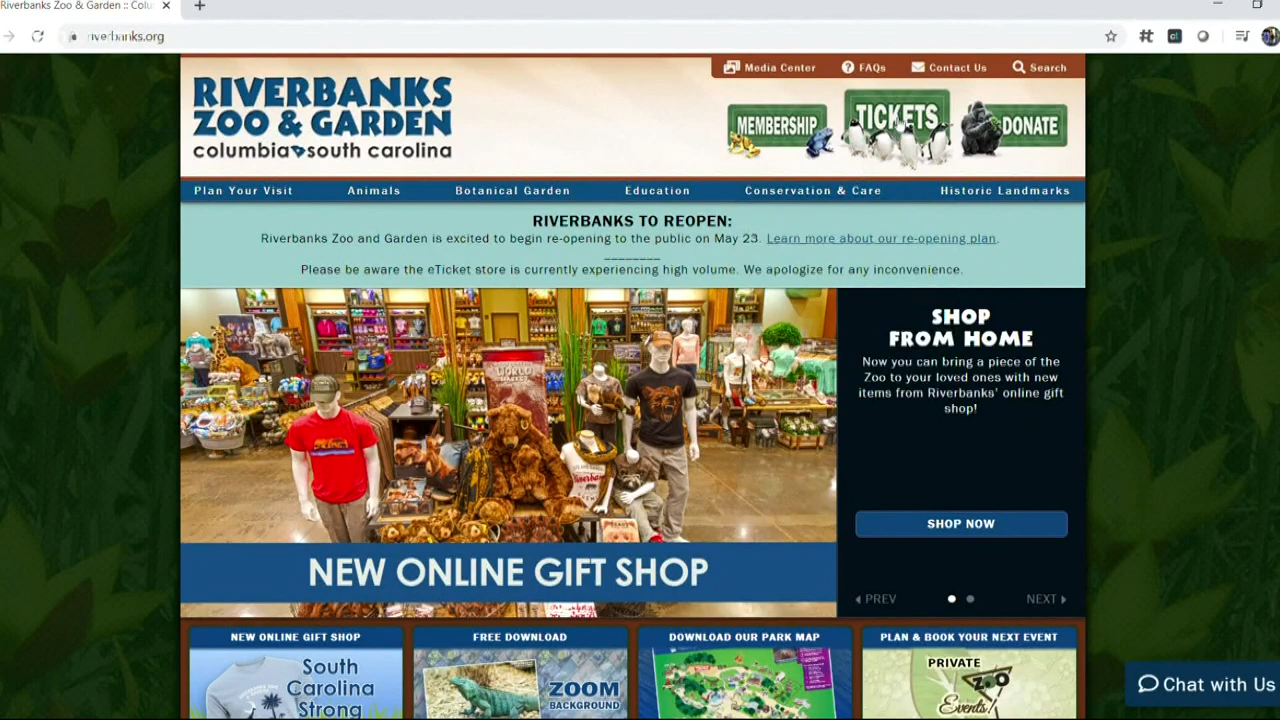 Riverbanks Zoo & Garden :: Colu
riverbanks.org
Media Center
FAQs
Contact Us
Search
RIVERBANKS
ZOO & GARDEN
columbia south carolina
MEMBERSHIP
TICKETS
DONATE
Plan Your Visit
Animals
Botanical Garden
Education
Conservation & Care
Historic Landmarks
RIVERBANKS TO REOPEN:
Riverbanks Zoo and Garden is excited to begin re-opening to the public on May 23. Learn more about our re-opening plan.
________
Please be aware the eTicket store is currently experiencing high volume. We apologize for any inconvenience.
WORLD
MARKET
Riverbanks
NEW ONLINE GIFT SHOP
SHOP
FROM HOME
Now you can bring a piece of the
Zoo to your loved ones with new
items from Riverbanks' online gift
shop!
SHOP NOW
PREV
NEXT
NEW ONLINE GIFT SHOP
South
Carolina
Strong
RIVERBANKS
FREE DOWNLOAD
ZOOM
BACKGROUND
DOWNLOAD OUR PARK MAP
PLAN & BOOK YOUR NEXT EVENT
PRIVATE
ZOO
Events!
Chat with Us